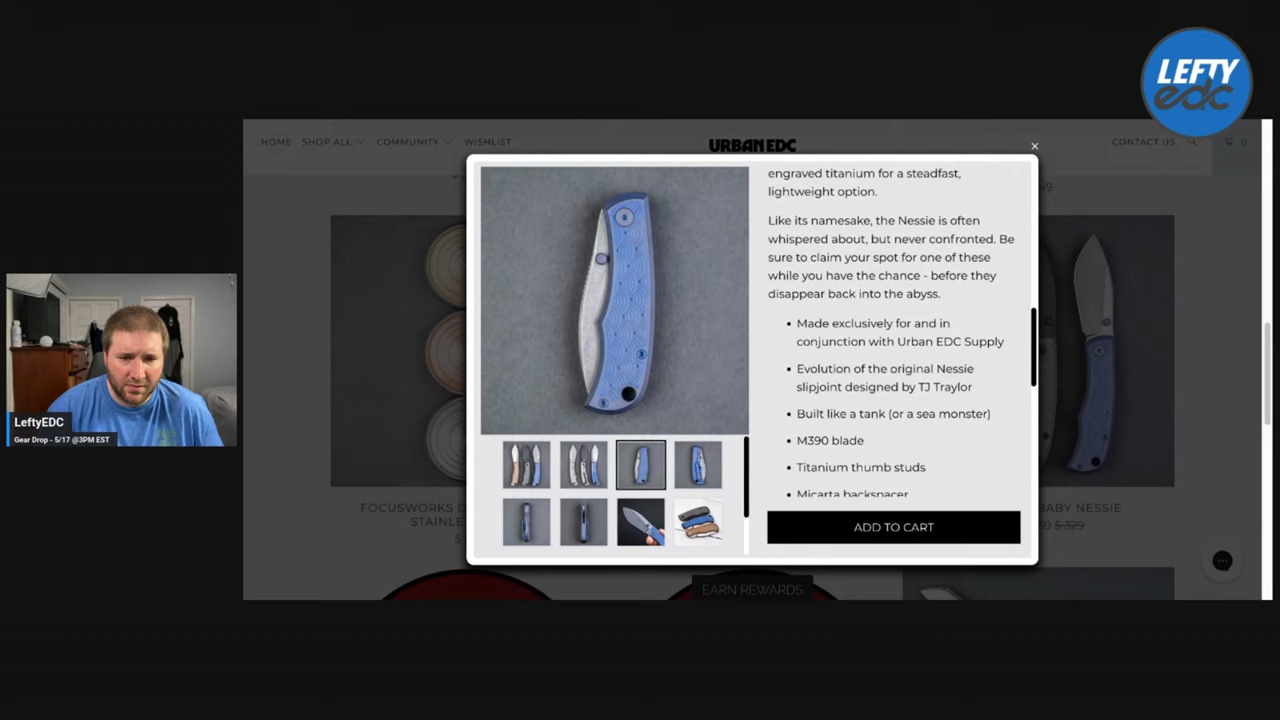 LEFTY
edc
HOME SHOP ALL COMMUNITY WISHLIST
URBAN EDC
CONTACT US
0
engraved titanium for a steadfast,
lightweight option.
Like its namesake, the Nessie is often
whispered about, but never confronted. Be
sure to claim your spot for one of these
while you have the chance - before they
disappear back into the abyss.
• Made exclusively for and in
conjunction with Urban EDC Supply
• Evolution of the original Nessie
slipjoint designed by TJ Traylor
• Built like a tank (or a sea monster)
• M390 blade
• Titanium thumb studs
• Micarta backspacer
ADD TO CART
LeftyEDC
Gear Drop - 5/17 @3PM EST
FOCUSWORKS D
STAINLE
BABY NESSIE
$329
EARN REWARDS